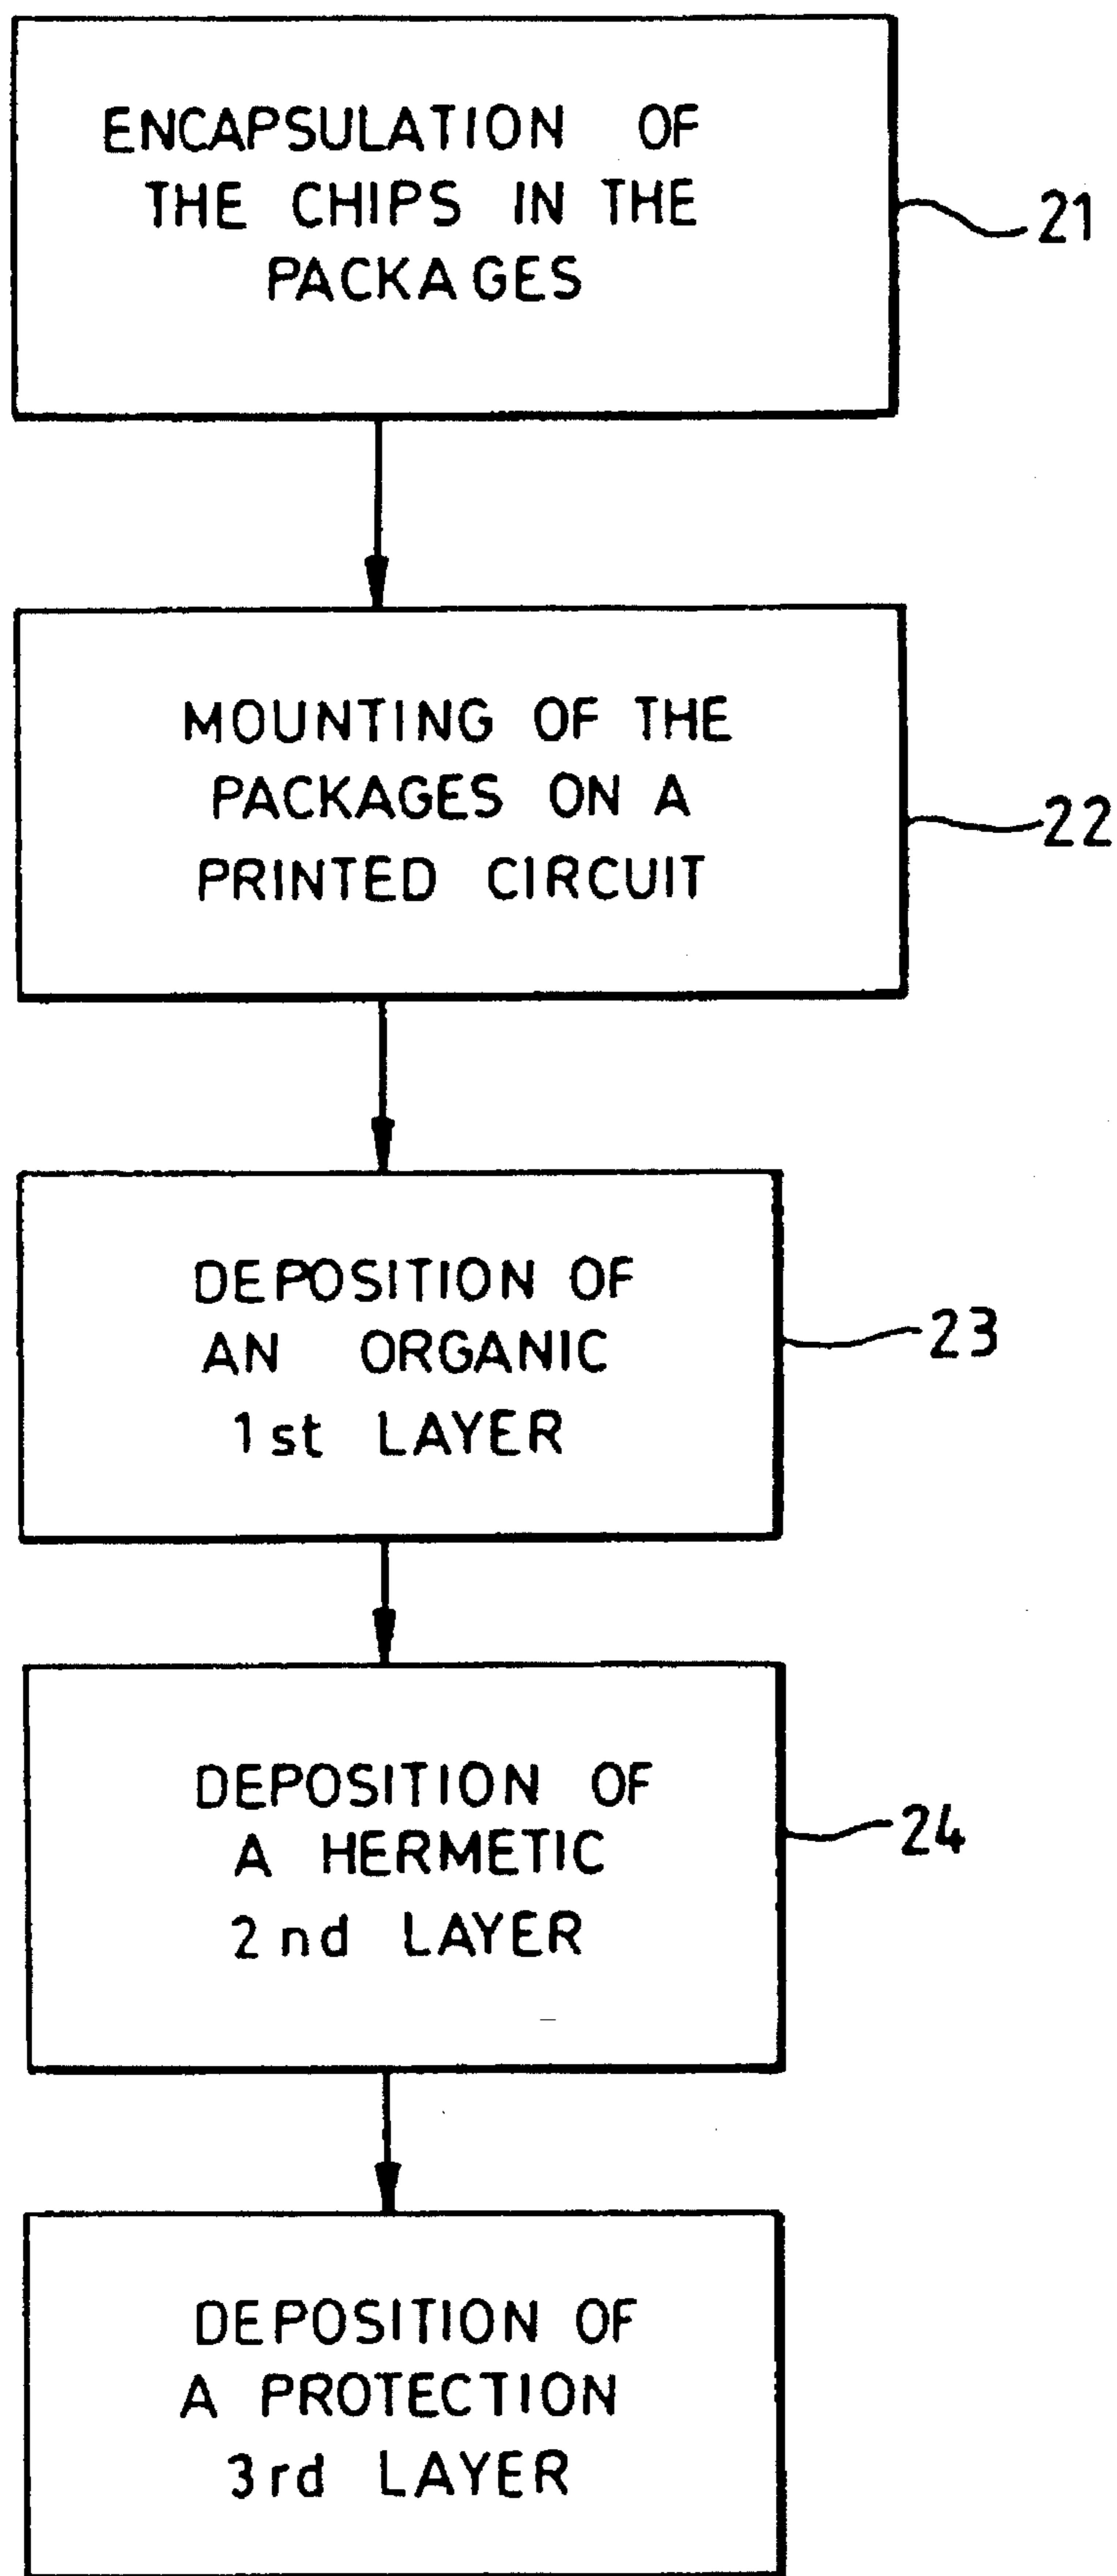 ENCAPSULATION OF
THE CHIPS IN THE
PACKAGES
21
MOUNTING OF THE
PACKAGES ON A
PRINTED CIRCUIT
22
DEPOSITION OF
AN ORGANIC
1st LAYER
23
DEPOSITION OF
A HERMETIC
2nd LAYER
24
DEPOSITION OF
A PROTECTION
3rd LAYER